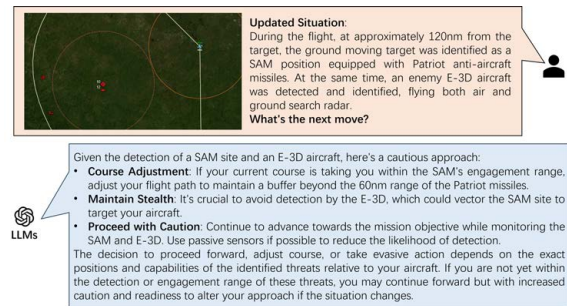 Updated Situation:
During the flight, at approximately 120nm from the
target, the ground moving target was identified as a
SAM position equipped with Patriot anti-aircraft
missiles. At the same time, an enemy E-3D aircraft
was detected and identified, flying both air and
ground search radar.
What's the next move?
Given the detection of a SAM site and an E-3D aircraft, here's a cautious approach:
• Course Adjustment: If your current course is taking you within the SAM's engagement range,
adjust your flight path to maintain a buffer beyond the 60nm range of the Patriot missiles.
• Maintain Stealth: It's crucial to avoid detection by the E-3D, which could vector the SAM site to
target your aircraft.
• Proceed with Caution: Continue to advance towards the mission objective while monitoring the
SAM and E-3D. Use passive sensors if possible to reduce the likelihood of detection.
The decision to proceed forward, adjust course, or take evasive action depends on the exact
positions and capabilities of the identified threats relative to your aircraft. If you are not yet within
the detection or engagement range of these threats, you may continue forward but with increased
caution and readiness to alter your approach if the situation changes.
LLMs